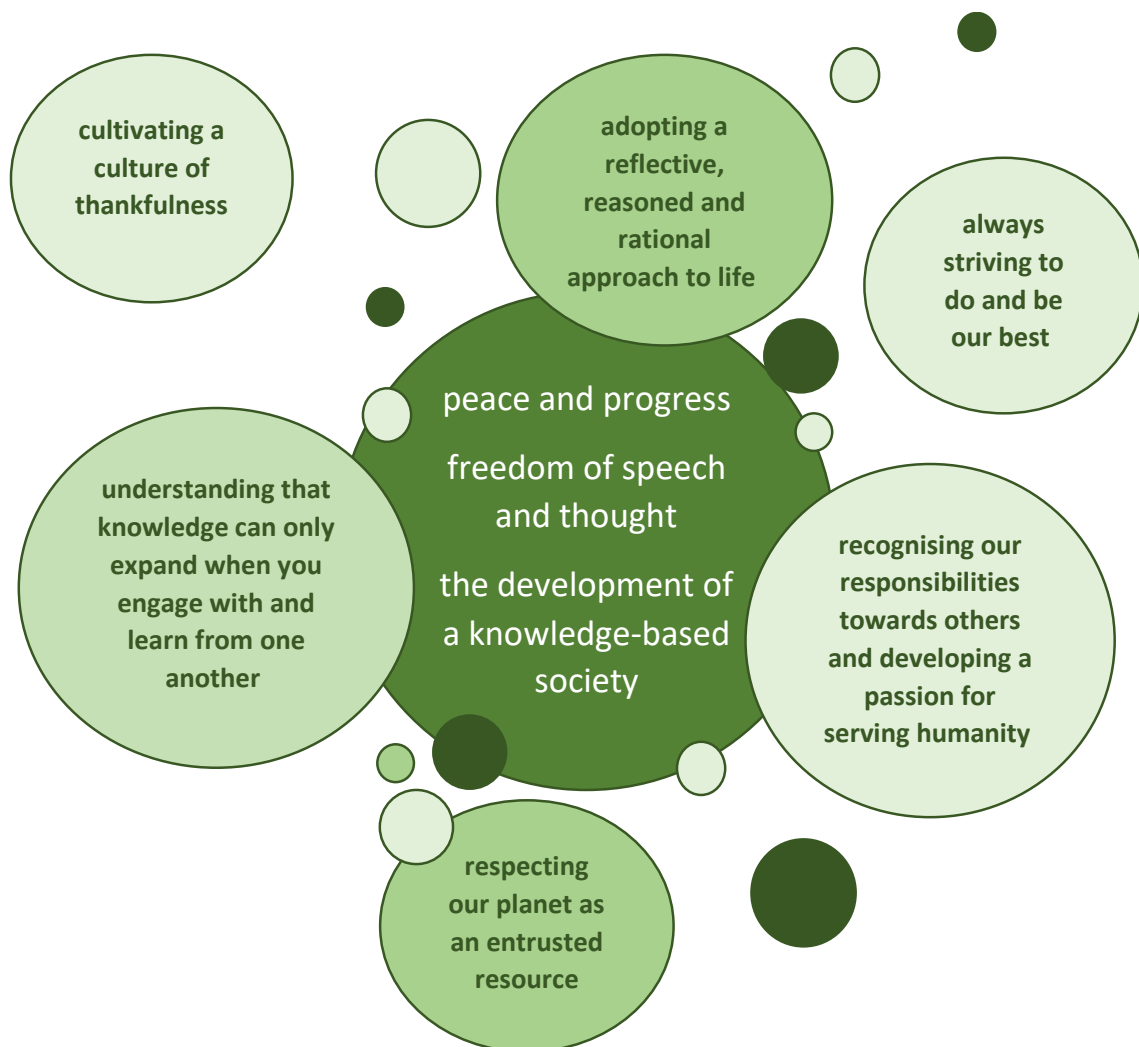 cultivating a
culture of
thankfulness
adopting a
reflective,
reasoned and
rational
approach to life
always
striving to
do and be
our best
peace and progress
freedom of speech
and thought
the development of
a knowledge-based
society
understanding that
knowledge can only
expand when you
engage with and
learn from one
another
recognising our
responsibilities
towards others
and developing a
passion for
serving humanity
respecting
our planet as
an entrusted
resource